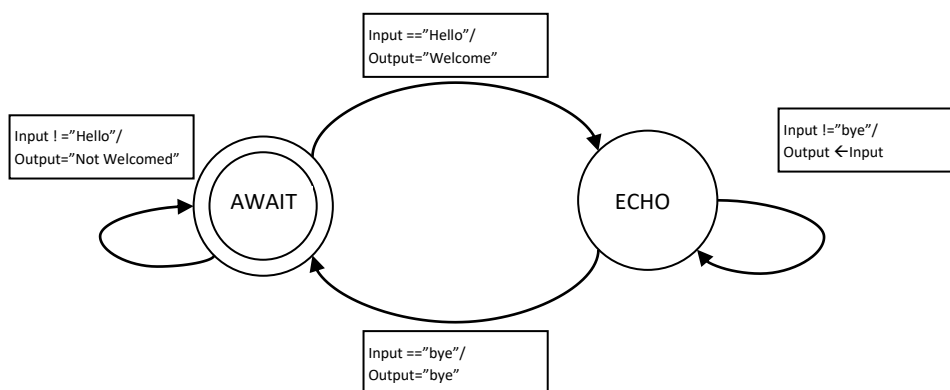 Input ==”Hello”/
Output=”Welcome”
Input ! =”Hello”/
Output=”Not Welcomed”
Input !=”bye”/
Output ←Input
AWAIT
ECHO
Input ==”bye”/
Output=”bye”